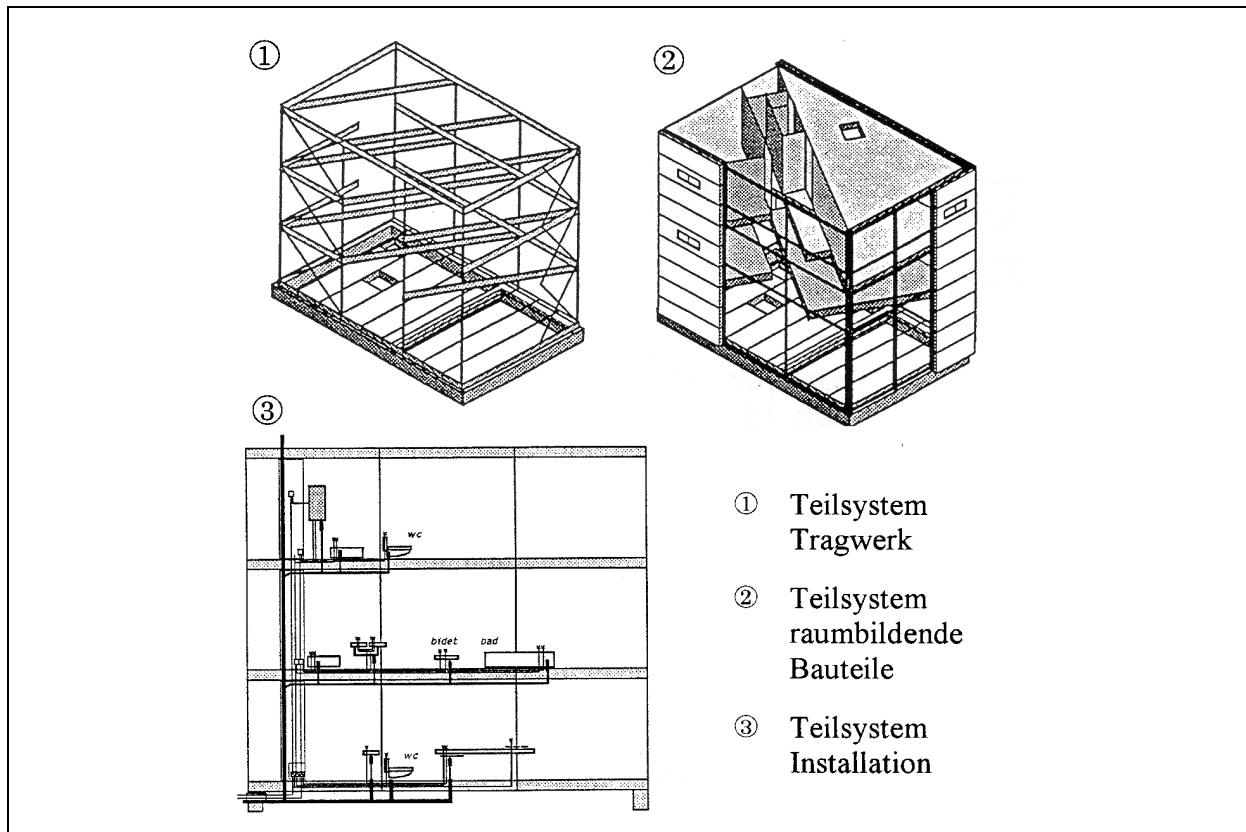 ①
②
③
wc
bidet bad
wc
① Teilsystem
Tragwerk
② Teilsystem
raumbildende
Bauteile
③ Teilsystem
Installation